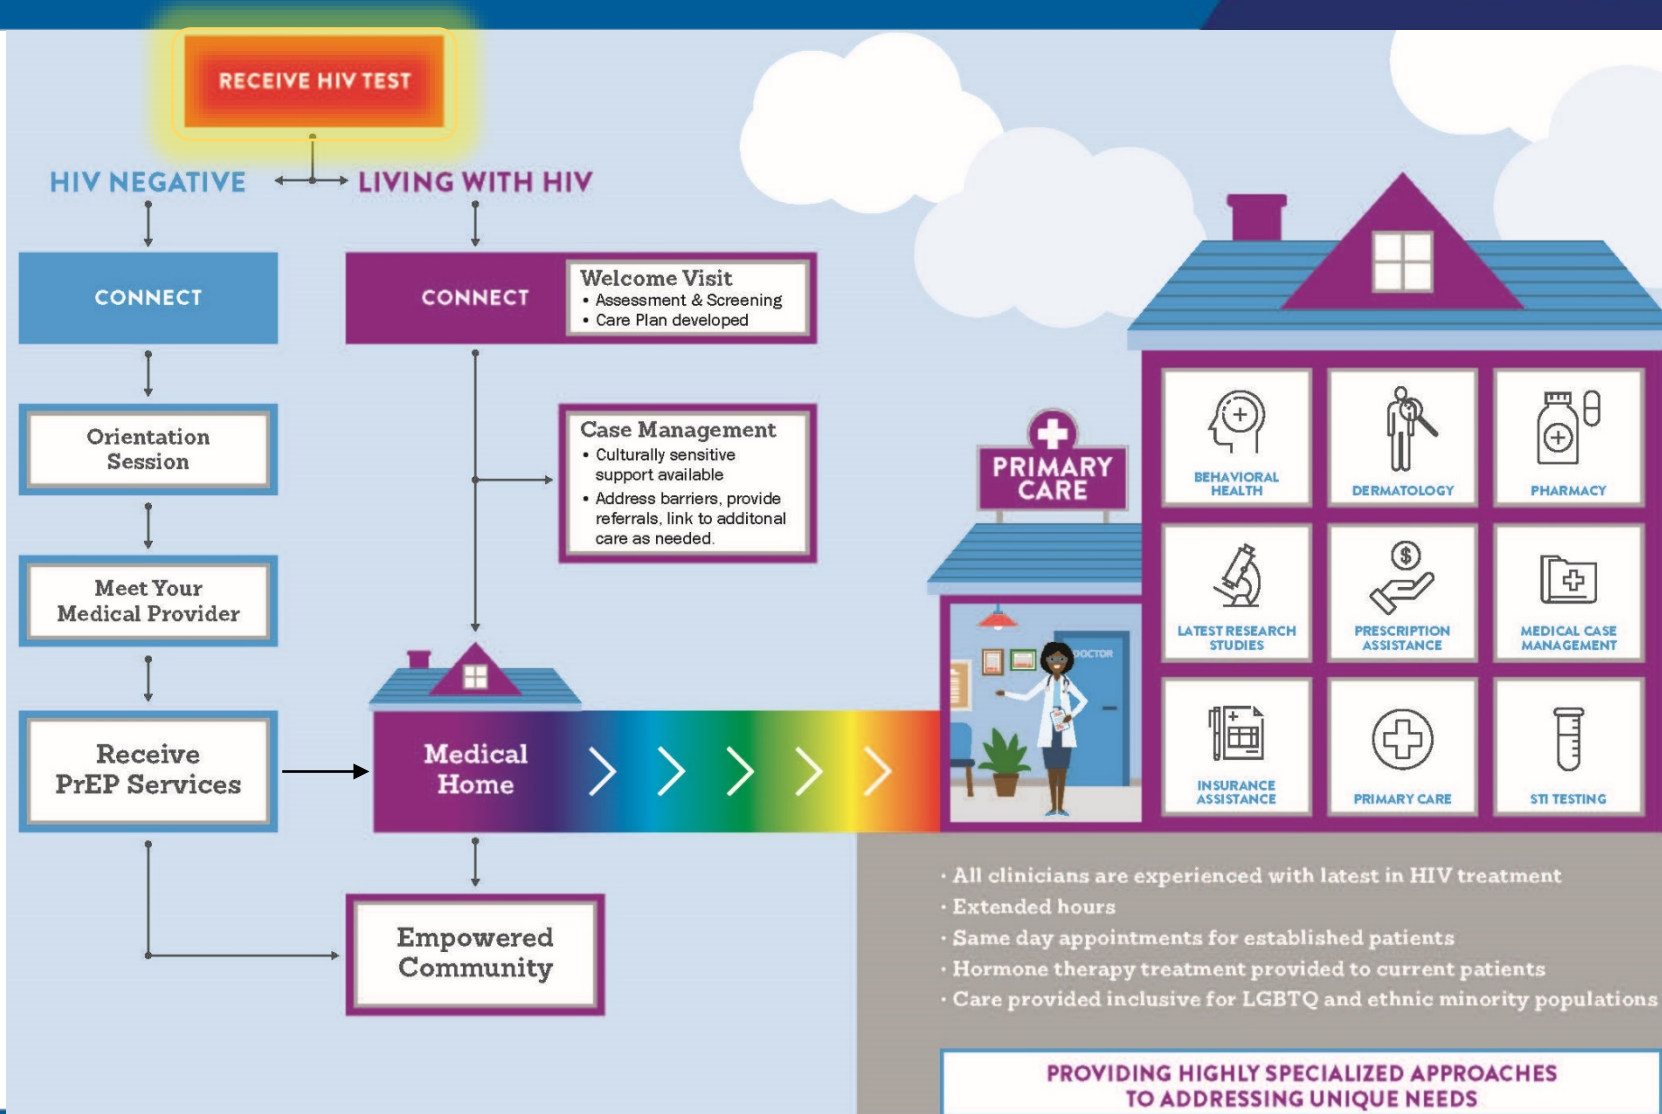 RECEIVE HIV TEST
HIV NEGATIVE
LIVING WITH HIV
CONNECT
CONNECT
Welcome Visit
• Assessment & Screening
• Care Plan developed
Orientation
Session
Case Management
• Culturally sensitive
support available
• Address barriers, provide
referrals, link to additonal
care as needed.
Meet Your
Medical Provider
Receive
PrEP Services
Medical
Home
Empowered
Community
PRIMARY
CARE
DOCTOR
BEHAVIORAL
HEALTH
DERMATOLOGY
PHARMACY
LATEST RESEARCH
STUDIES
$
PRESCRIPTION
ASSISTANCE
MEDICAL CASE
MANAGEMENT
INSURANCE
ASSISTANCE
PRIMARY CARE
STI TESTING
· All clinicians are experienced with latest in HIV treatment
· Extended hours
· Same day appointments for established patients
· Hormone therapy treatment provided to current patients
· Care provided inclusive for LGBTQ and ethnic minority populations
PROVIDING HIGHLY SPECIALIZED APPROACHES
TO ADDRESSING UNIQUE NEEDS